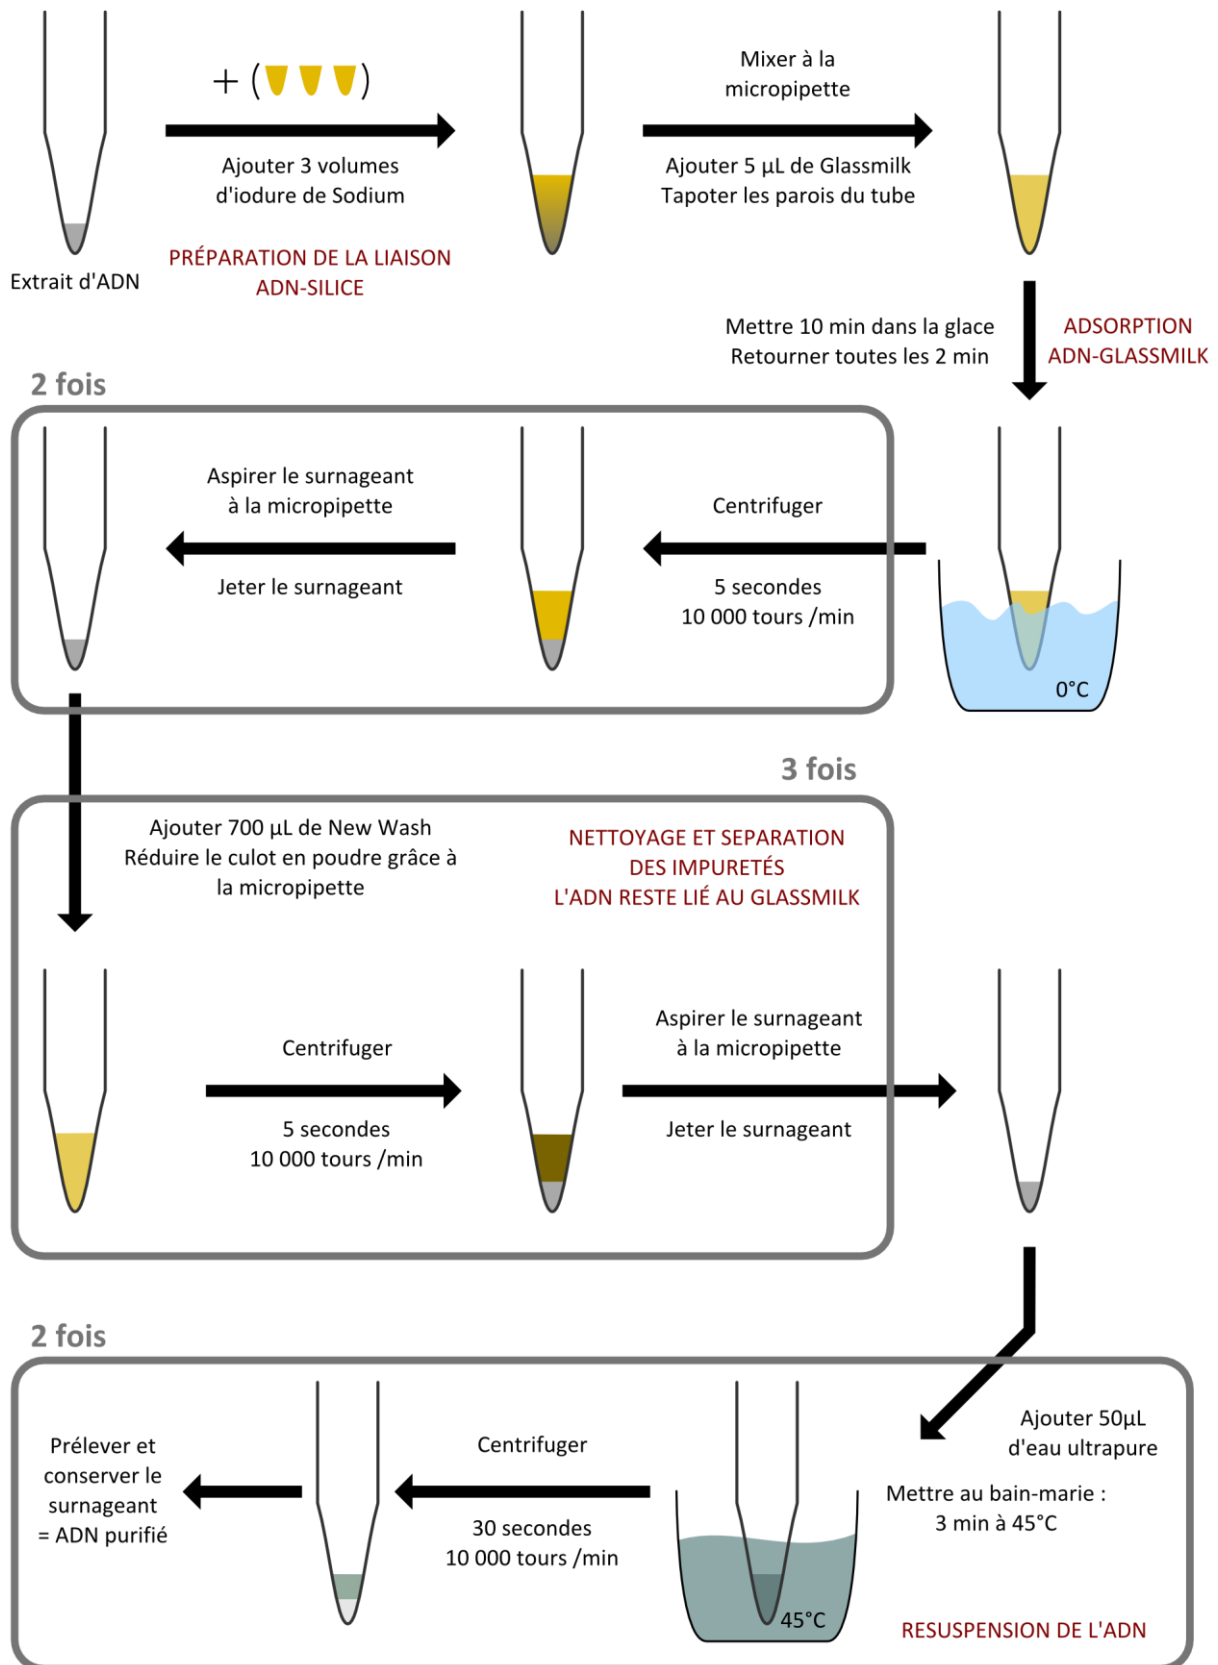 + ( )
Ajouter 3 volumes
d'iodure de Sodium
Extrait d'ADN
PRÉPARATION DE LA LIAISON
ADN-SILICE
Mixer à la
micropipette
Ajouter 5 µL de Glassmilk
Tapoter les parois du tube
Mettre 10 min dans la glace
Retourner toutes les 2 min
ADSORPTION
ADN-GLASSMILK
2 fois
Centrifuger
5 secondes
10 000 tours /min
0°C
Aspirer le surnageant
à la micropipette
Jeter le surnageant
3 fois
Ajouter 700 µL de New Wash
Réduire le culot en poudre grâce à
la micropipette
NETTOYAGE ET SEPARATION
DES IMPURETÉS
L'ADN RESTE LIÉ AU GLASSMILK
Centrifuger
5 secondes
10 000 tours /min
Aspirer le surnageant
à la micropipette
Jeter le surnageant
2 fois
Ajouter 50µL
d'eau ultrapure
Mettre au bain-marie :
3 min à 45°C
45°C
RESUSPENSION DE L'ADN
Centrifuger
30 secondes
10 000 tours /min
Prélever et
conserver le
surnageant
= ADN purifié